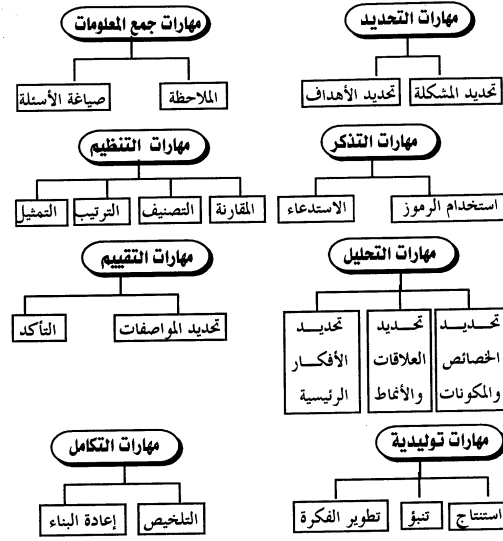 مهارات التحديد
تحديد المشكلة
تحديد الأهداف
مهارات جمع المعلومات
الملاحظة
صياغة الأسئلة
مهارات التذكر
استخدام الرموز
الاستدعاء
مهارات التنظيم
المقارنة
التصنيف
الترتيب
التمثيل
مهارات التحليل
تحديد
الخصائص
والمكونات
تحديد
العلاقات
والأنماط
تحديد
الأفكار
الرئيسية
مهارات التقييم
تحديد المواصفات
التأكد
مهارات توليدية
استنتاج
تنبؤ
تطوير الفكرة
مهارات التكامل
التلخيص
إعادة البناء